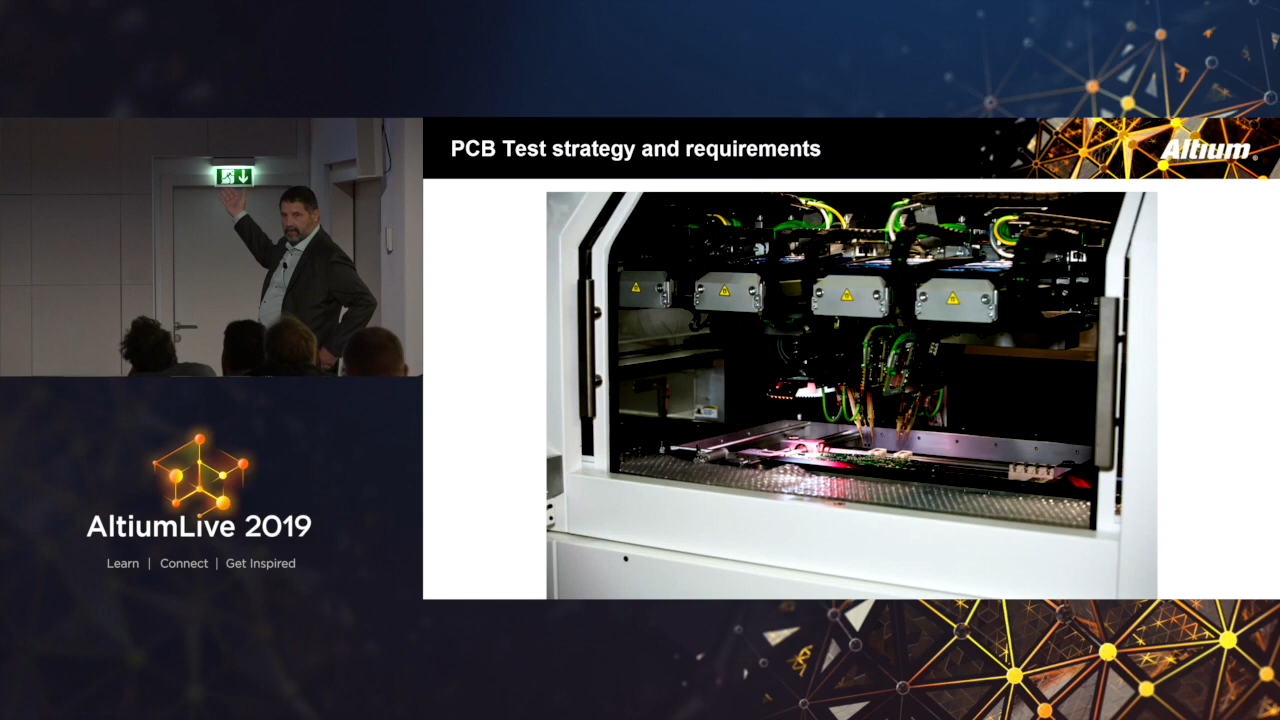 PCB Test strategy and requirements
Altium
AltiumLive 2019
Learn | Connect | Get Inspired